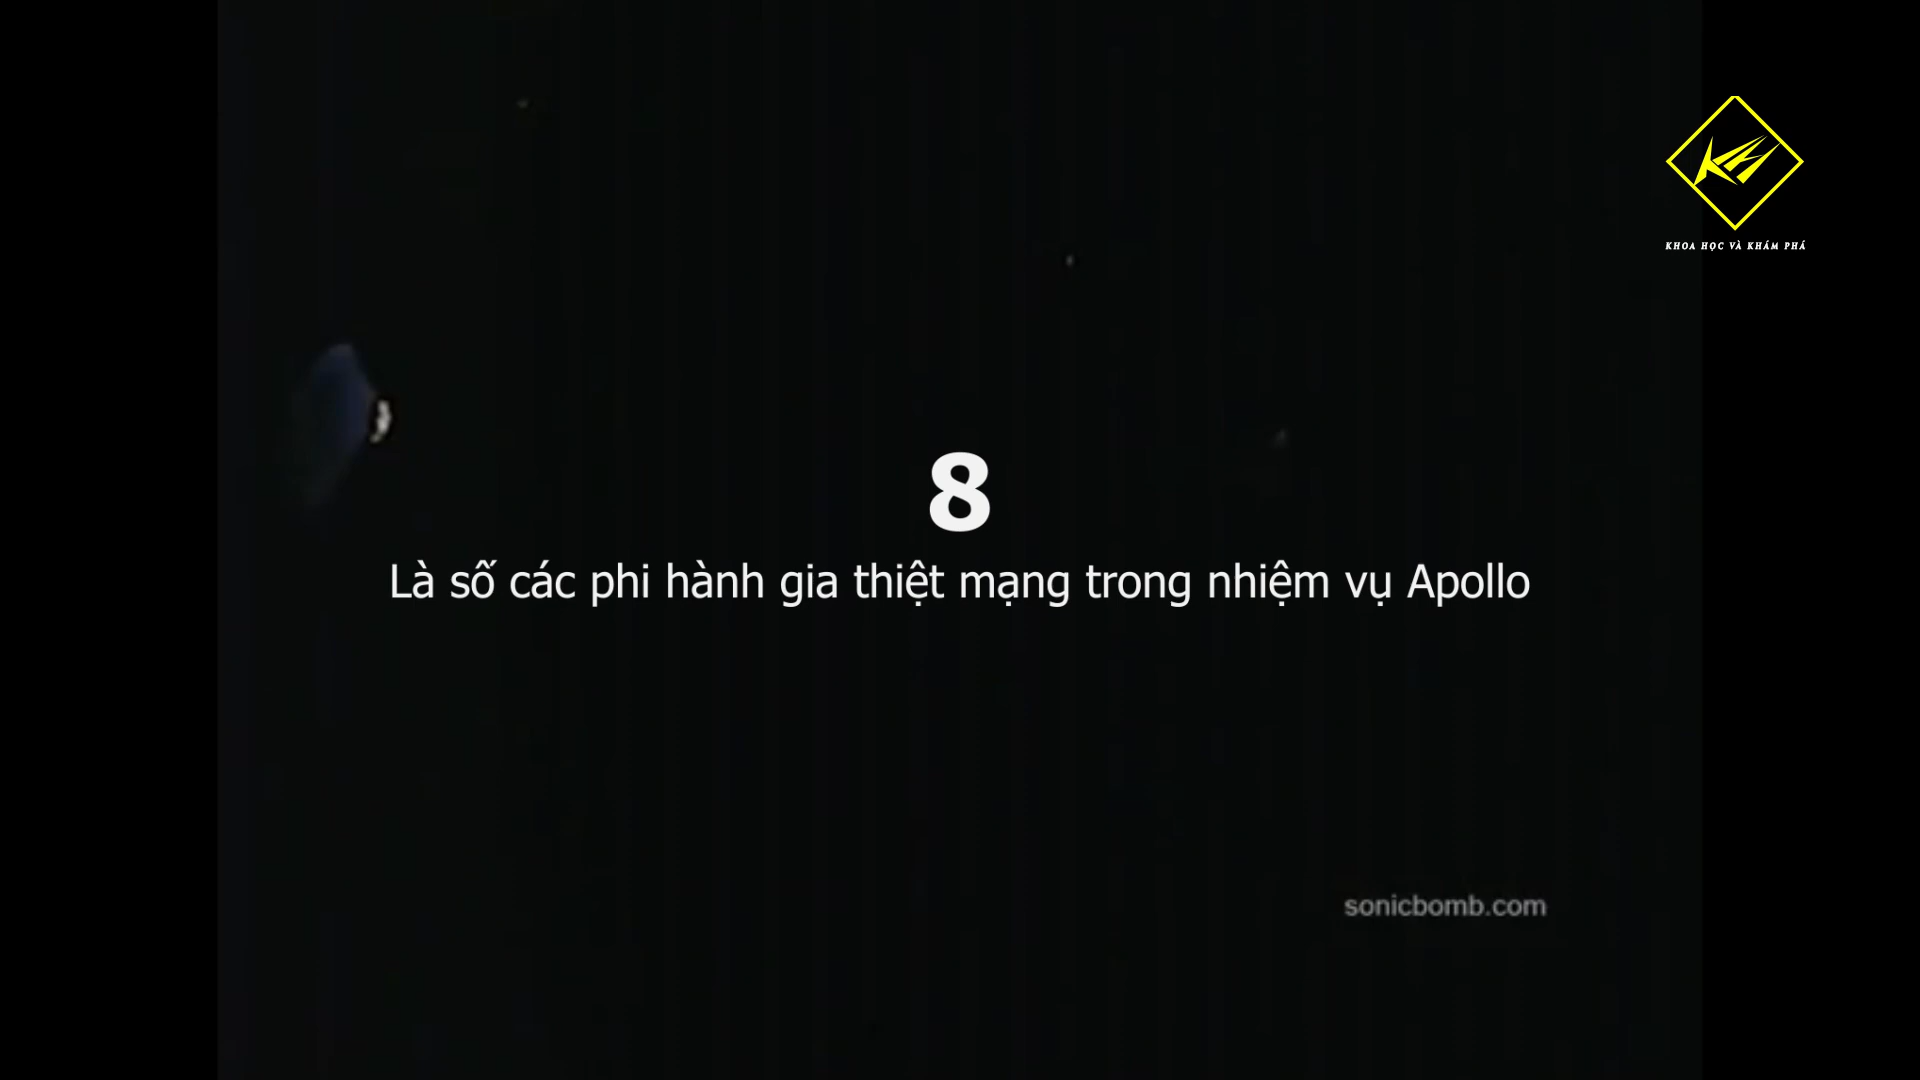 KHOA HỌC VÀ KHÁM PHÁ
8
Là số các phi hành gia thiệt mạng trong nhiệm vụ Apollo
sonicbomb.com